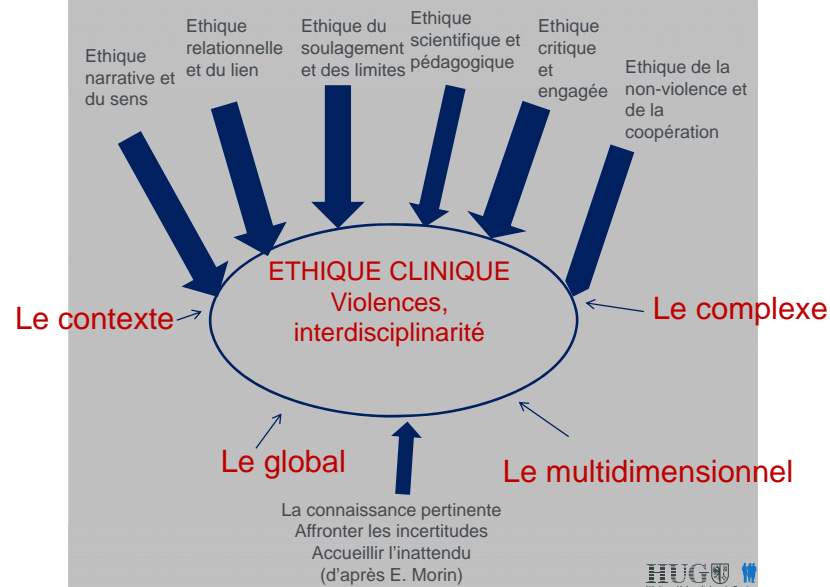 Ethique
narrative et
du sens
Ethique
relationnelle
et du lien
Ethique du
soulagement
et des limites
Ethique
scientifique et
pédagogique
Ethique
critique
et
engagée
Ethique de la
non-violence et
de la
coopération
ETHIQUE CLINIQUE
Violences,
interdisciplinarité
Le contexte
Le complexe
Le global
Le multidimensionnel
La connaissance pertinente
Affronter les incertitudes
Accueillir l'inattendu
(d'après E. Morin)
HUG